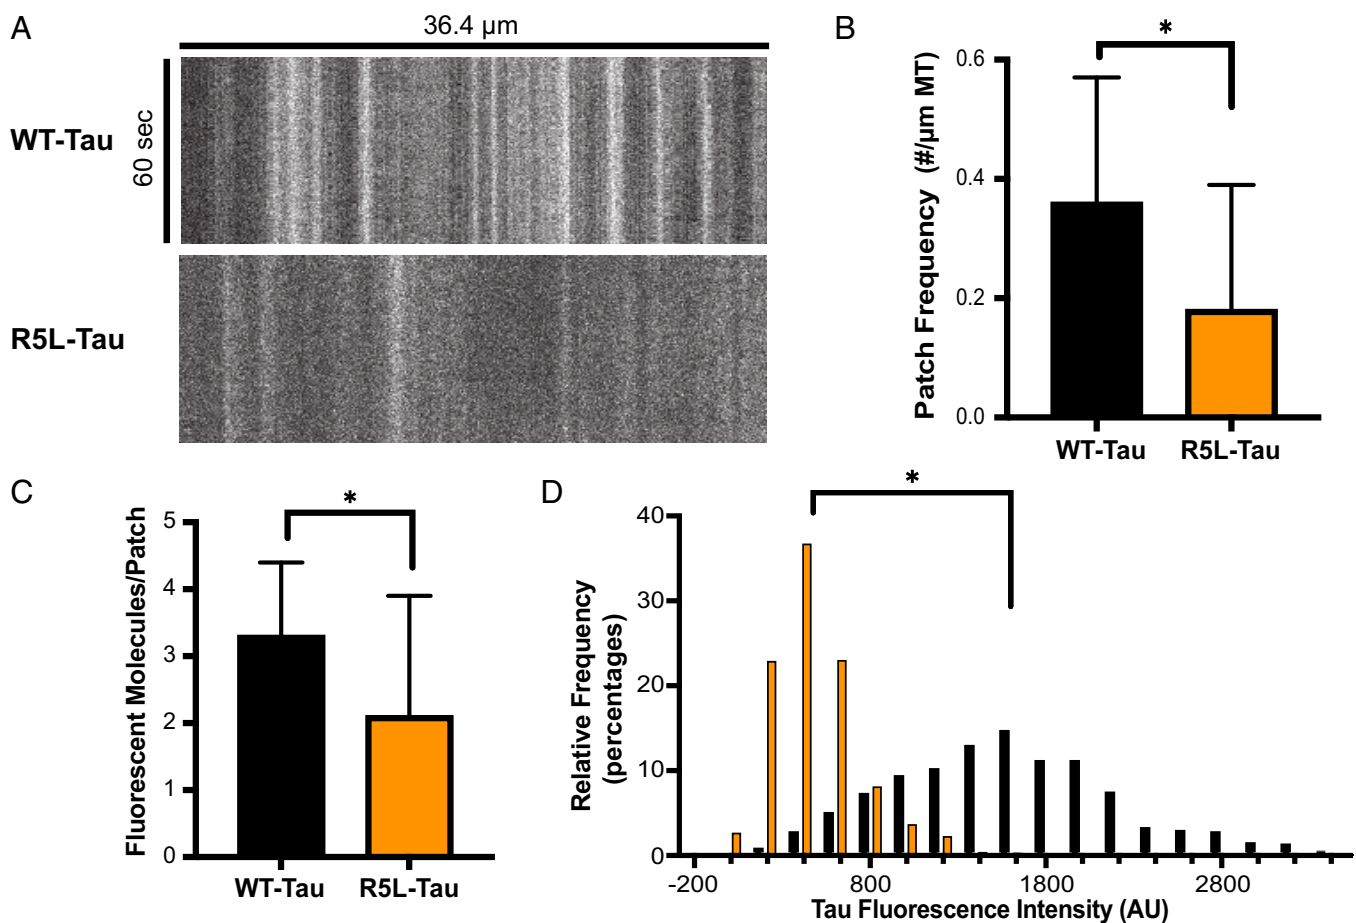 A
36.4 µm
WT-Tau
60 sec
R5L-Tau
B
*
Patch Frequency (#/µm MT)
0.6
0.4
0.2
0.0
WT-Tau
R5L-Tau
C
*
Fluorescent Molecules/Patch
5
4
3
2
1
0
WT-Tau
R5L-Tau
D
*
Relative Frequency
(percentages)
40
30
20
10
0
-200
800
1800
2800
Tau Fluorescence Intensity (AU)